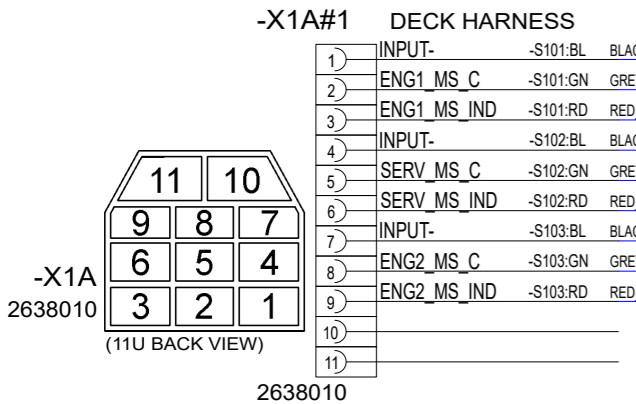 -X1A#1 DECK HARNESS
1 INPUT- -S101:BL
2 ENG1_MS_C -S101:GN
3 ENG1_MS_IND -S101:RD RED
4 INPUT- -S102:BL
5 SERV_MS_C -S102:GN
6 SERV_MS_IND -S102:RD RED
7 INPUT- -S103:BL
8 ENG2_MS_C -S103:GN
9 ENG2_MS_IND -S103:RD RED
10
11
2638010
11 10
9 8 7
6 5 4
3 2 1
-X1A
2638010
(11U BACK VIEW)